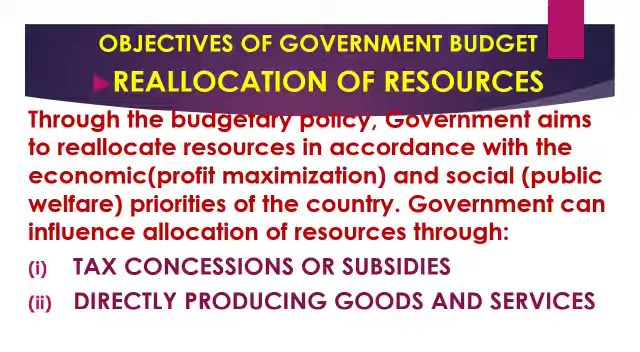 OBJECTIVES OF GOVERNMENT BUDGET
REALLOCATION OF RESOURCES
Through the budgetary policy, Government aims
to reallocate resources in accordance with the
economic(profit maximization) and social (public
welfare) priorities of the country. Government can
influence allocation of resources through:
(i) TAX CONCESSIONS OR SUBSIDIES
(ii) DIRECTLY PRODUCING GOODS AND SERVICES